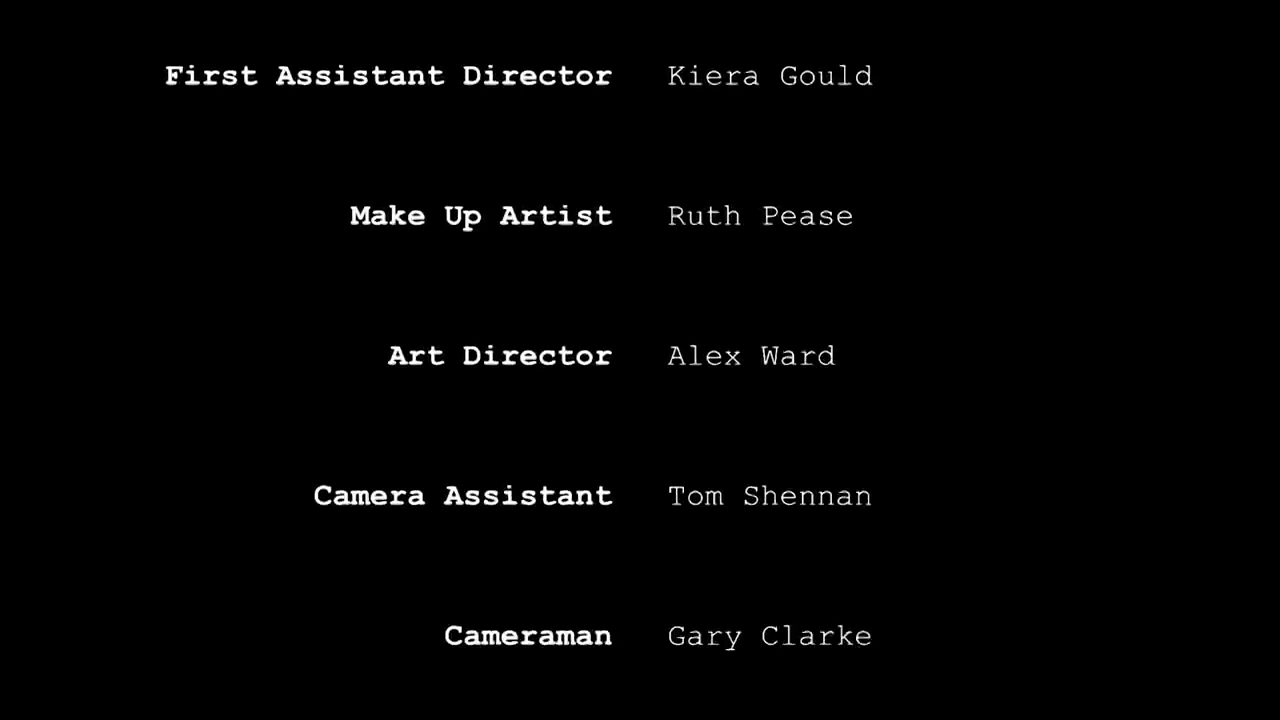 First Assistant Director Kiera Gould
Make Up Artist Ruth Pease
Art Director Alex Ward
Camera Assistant Tom Shennan
Cameraman Gary Clarke